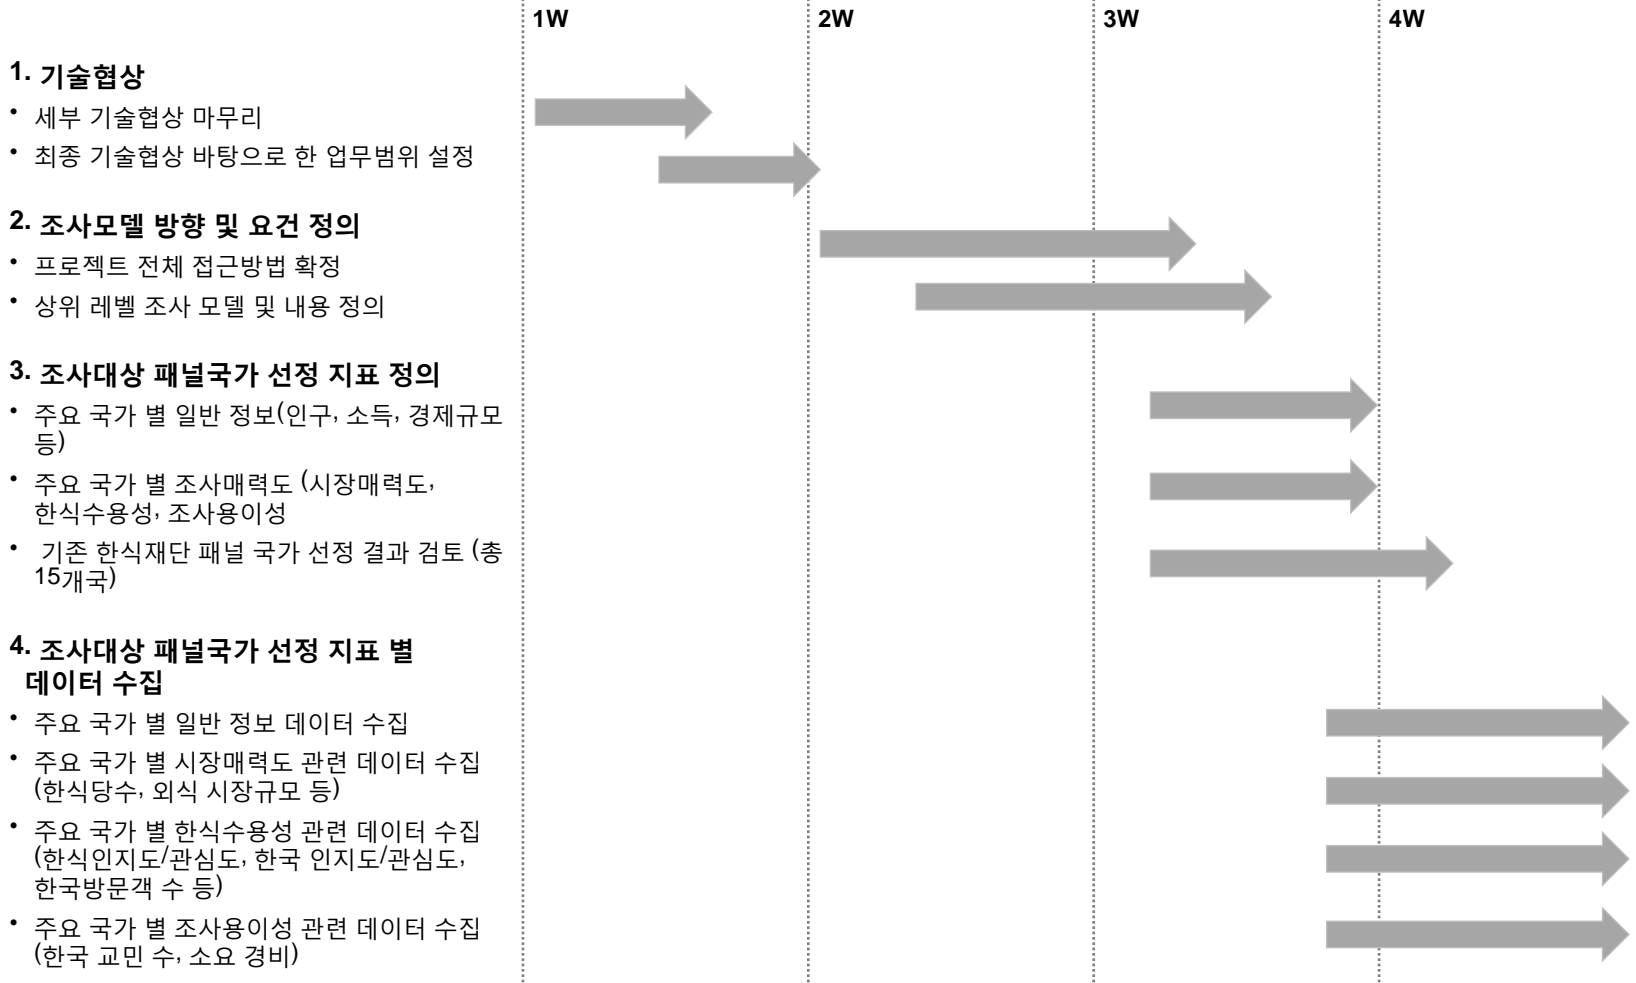 1W 2W 3W 4W
1. 기술협상
• 세부 기술협상 마무리
• 최종 기술협상 바탕으로 한 업무범위 설정
2. 조사모델 방향 및 요건 정의
• 프로젝트 전체 접근방법 확정
• 상위 레벨 조사 모델 및 내용 정의
3. 조사대상 패널국가 선정 지표 정의
• 주요 국가 별 일반 정보(인구, 소득, 경제규모
등)
• 주요 국가 별 조사매력도 (시장매력도,
한식수용성, 조사용이성
• 기존 한식재단 패널 국가 선정 결과 검토 (총
15개국)
4. 조사대상 패널국가 선정 지표 별
데이터 수집
• 주요 국가 별 일반 정보 데이터 수집
• 주요 국가 별 시장매력도 관련 데이터 수집
(한식당수, 외식 시장규모 등)
• 주요 국가 별 한식수용성 관련 데이터 수집
(한식인지도/관심도, 한국 인지도/관심도,
한국방문객 수 등)
• 주요 국가 별 조사용이성 관련 데이터 수집
(한국 교민 수, 소요 경비)